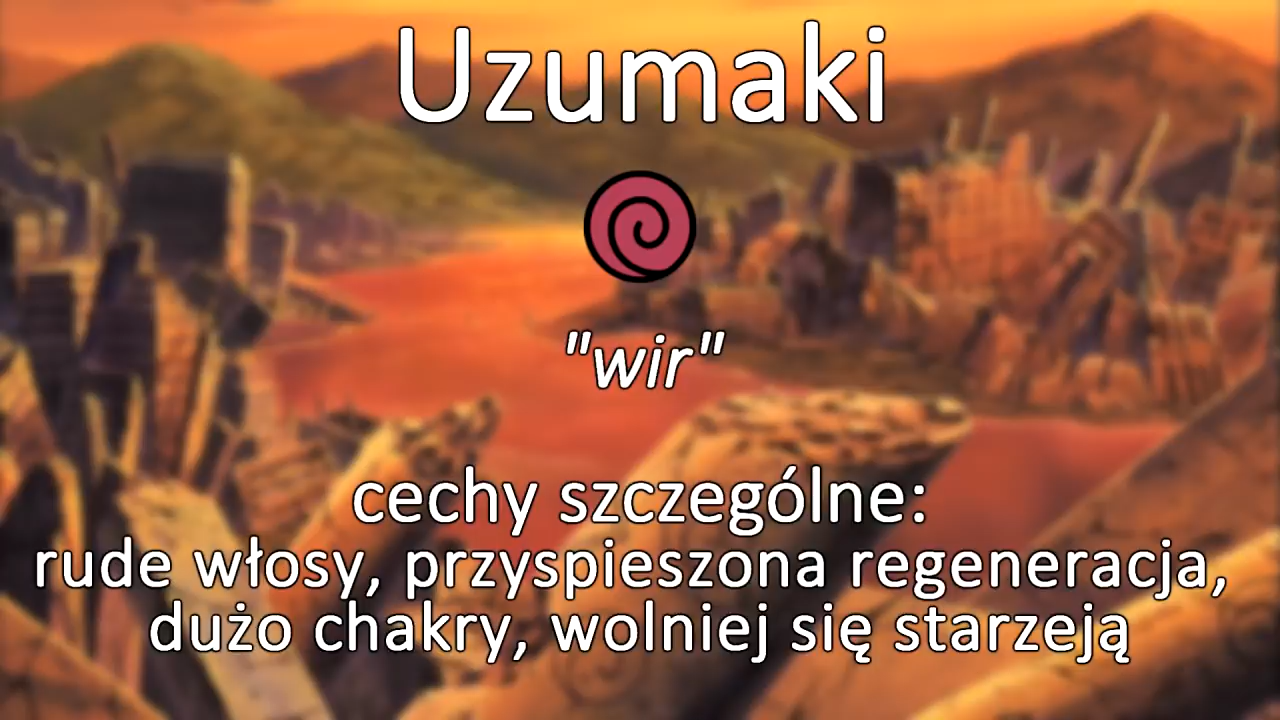 Uzumaki
"wir"
cechy szczególne:
rude włosy, przyspieszona regeneracja,
dużo chakry, wolniej się starzeją